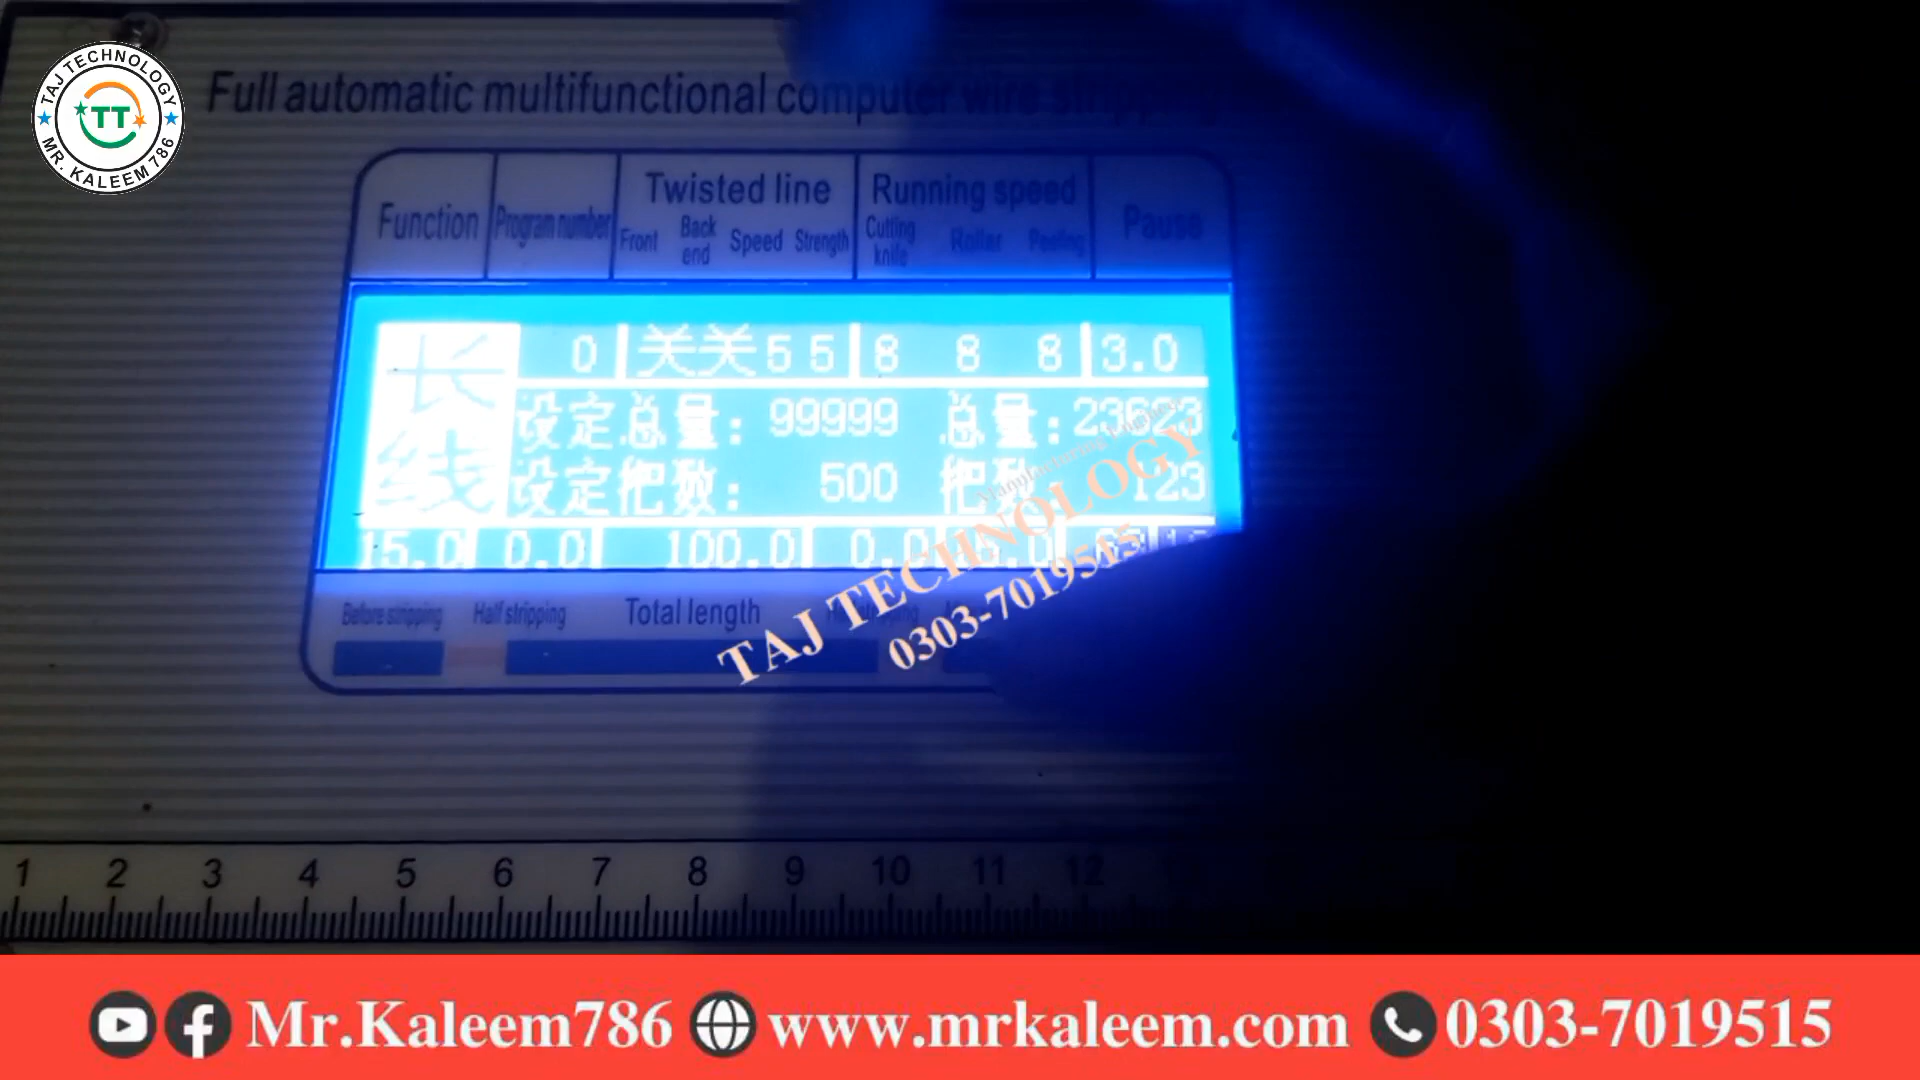 TAJ TECHNOLOGY
TT
MR. KALEEM 786
Full automatic multifunctional computer wire stripping
Function
Program number
Twisted line
Front
Back end
Speed
Strength
Running speed
Cutting knife
Rollar
Peeling
Pause
长线
0 关关 5 5 8 8 8 3.0
设定总量: 99999 总量: 23623
设定把数: 500 把 123
15.0 0.0 100.0 0.0
Before stripping
Half stripping
Total length
TAJ TECHNOLOGY
0303-7019515
1 2 3 4 5 6 7 8 9 10 11 12
Mr.Kaleem786 www.mrkaleem.com 0303-7019515